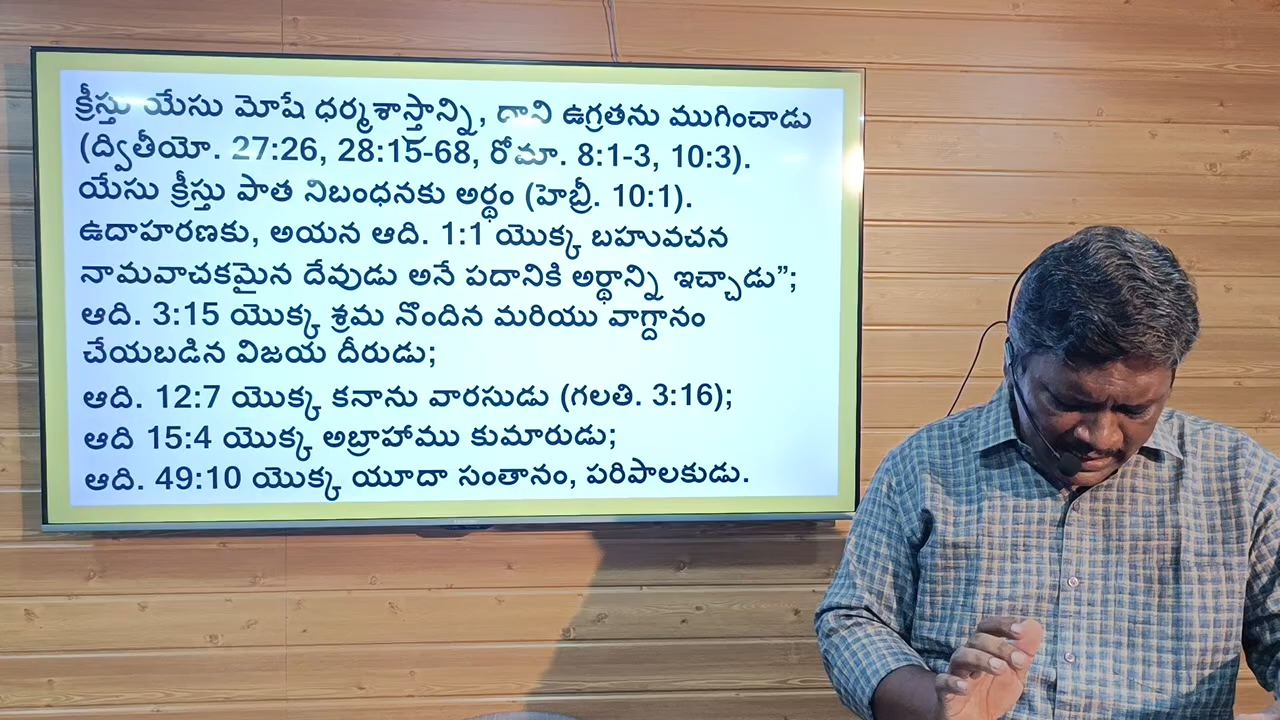 క్రీస్తు యేసు మోషే ధర్మశాస్త్రాన్ని, దాని ఉగ్రతను ముగించాడు
(ద్వితీయో. 27:26, 28:15-68, రోమా. 8:1-3, 10:3).
యేసు క్రీస్తు పాత నిబంధనకు అర్థం (హెబ్రీ. 10:1).
ఉదాహరణకు, అయన ఆది. 1:1 యొక్క బహువచన
నామవాచకమైన దేవుడు అనే పదానికి అర్థాన్ని ఇచ్చాడు”;
ఆది. 3:15 యొక్క శ్రమ నొందిన మరియు వాగ్దానం
చేయబడిన విజయ దీరుడు;
ఆది. 12:7 యొక్క కనాను వారసుడు (గలతి. 3:16);
ఆది 15:4 యొక్క అబ్రాహాము కుమారుడు;
ఆది. 49:10 యొక్క యూదా సంతానం, పరిపాలకుడు.